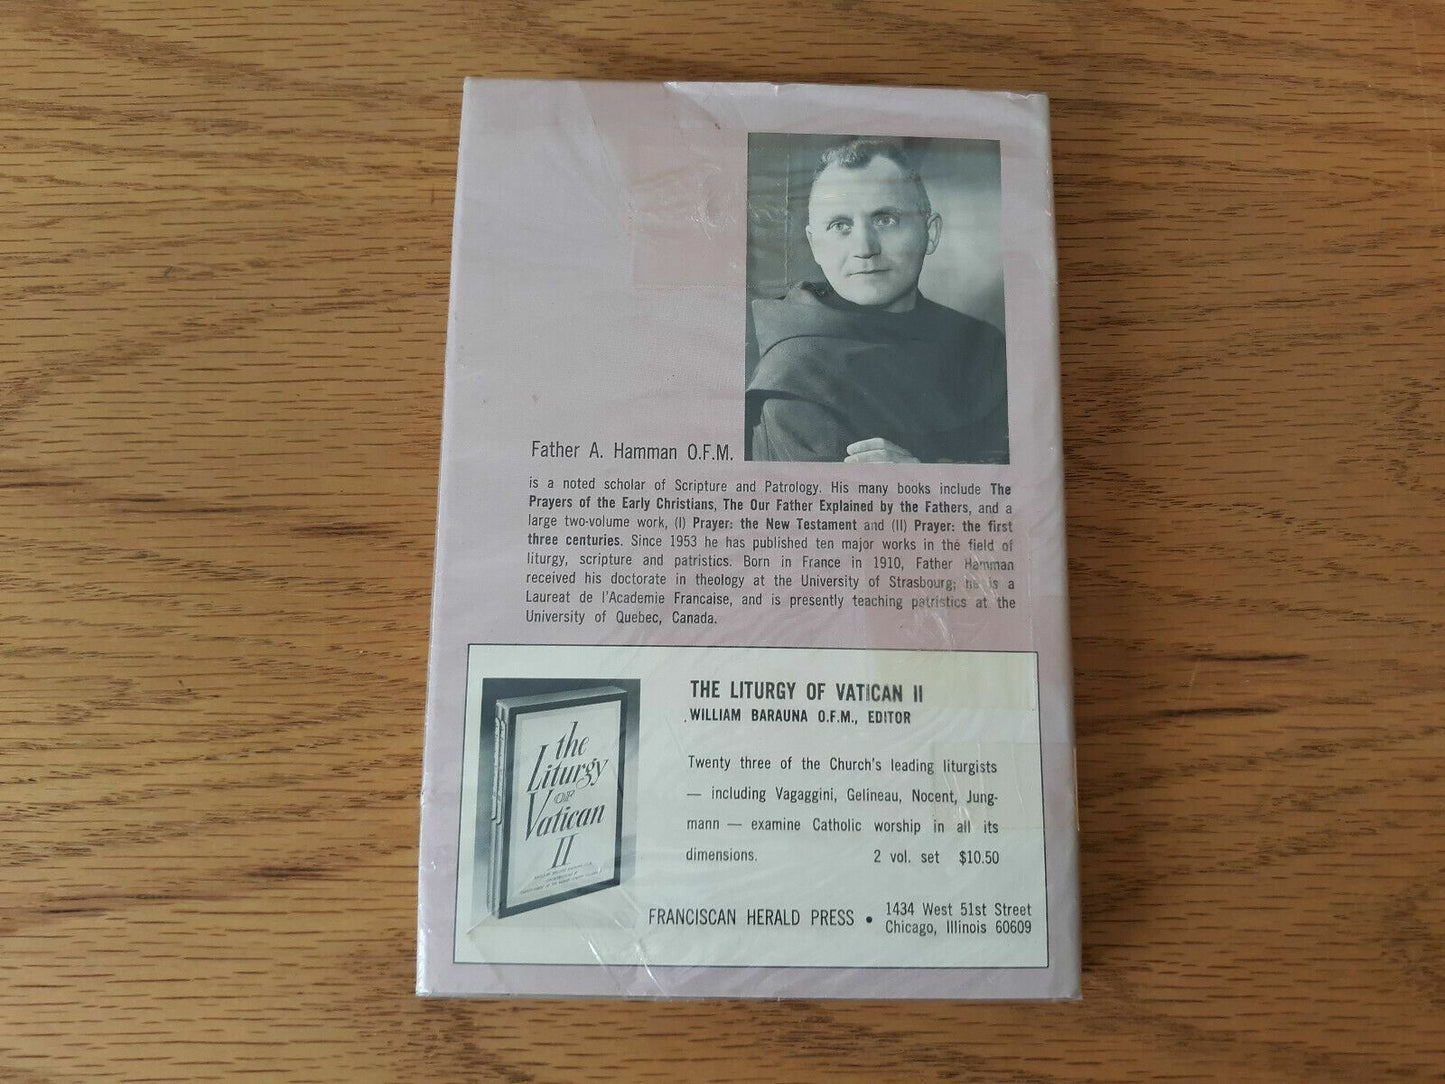 Father A. Hamman O.F.M.
is a noted scholar of Scripture and Patrology. His many books include The
Prayers of the Early Christians, The Our Father Explained by the Fathers, and a
large two-volume work, (I) Prayer: the New Testament and (II) Prayer: the first
three centuries. Since 1953 he has published ten major works in the field of
liturgy, scripture and patristics. Born in France in 1910, Father Hamman
received his doctorate in theology at the University of Strasbourg; he is a
Laureat de l'Academie Francaise, and is presently teaching patristics at the
University of Quebec, Canada.
the
Liturgy
OF
Vatican
II
THE LITURGY OF VATICAN II
WILLIAM BARAUNA O.F.M., EDITOR
Twenty three of the Church's leading liturgists
— including Vagaggini, Gelineau, Nocent, Jung-
mann — examine Catholic worship in all its
dimensions. 2 vol. set $10.50
FRANCISCAN HERALD PRESS • 1434 West 51st Street
Chicago, Illinois 60609